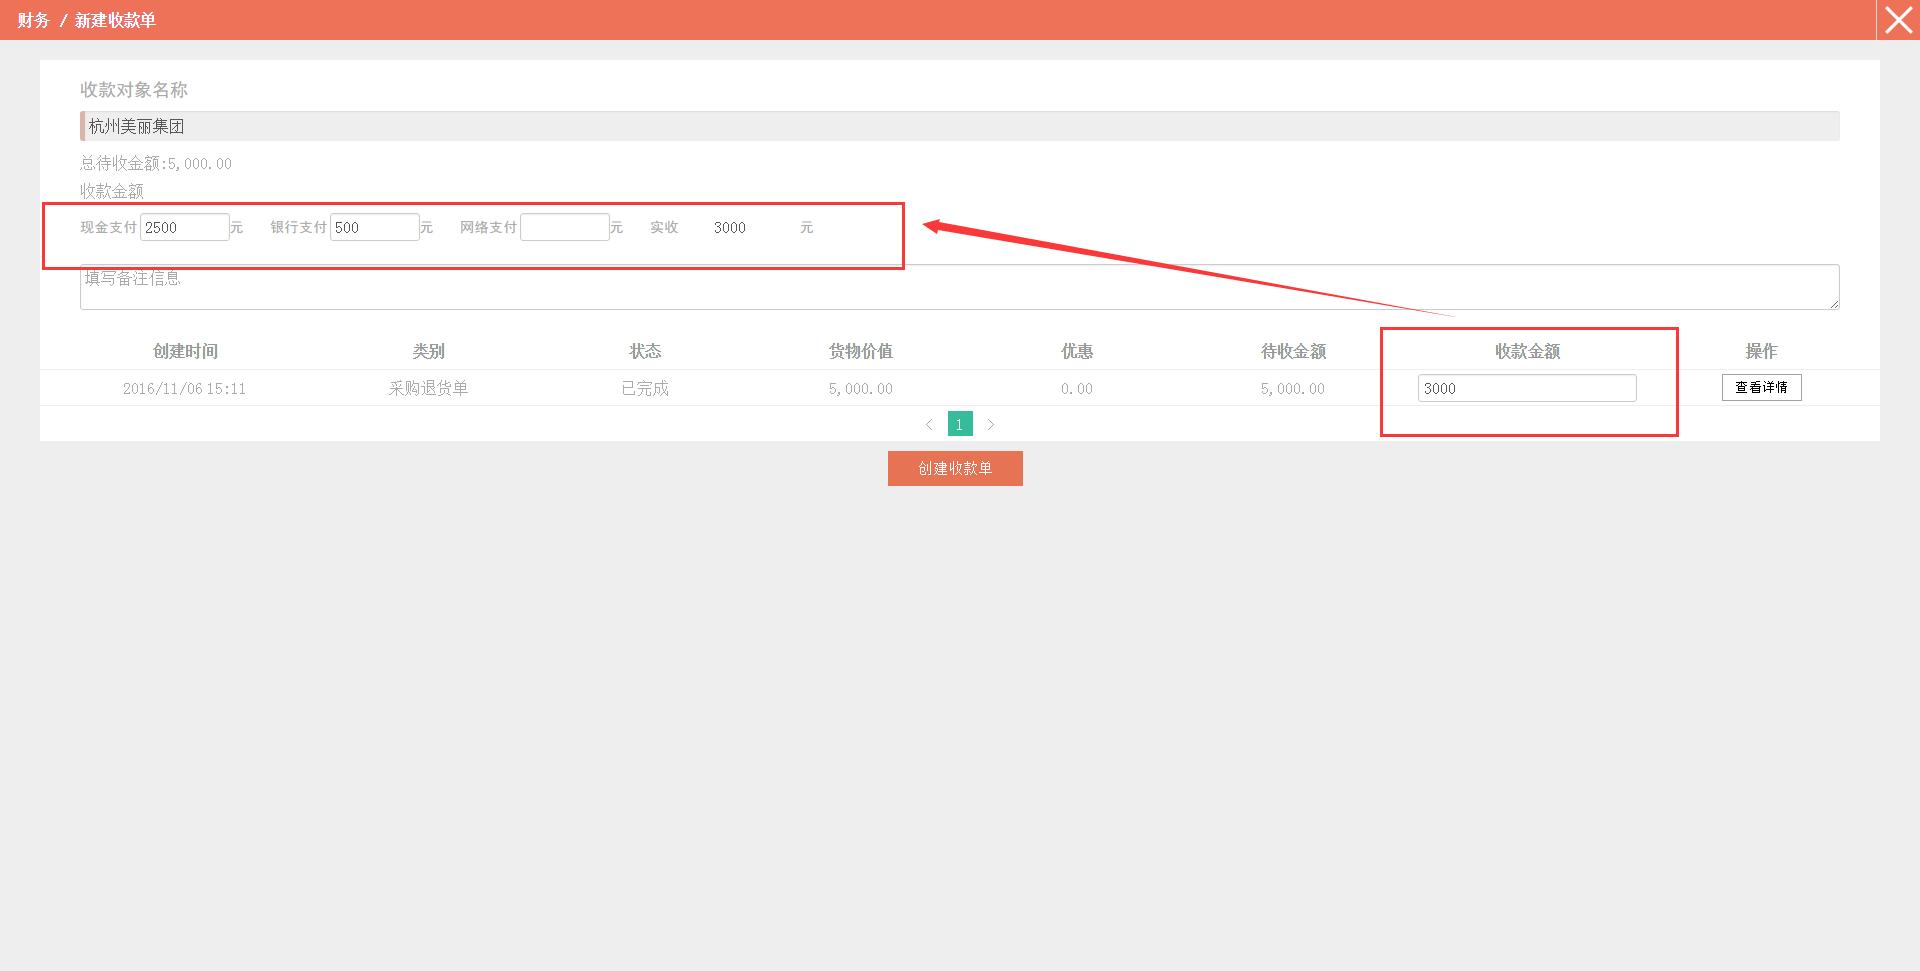 财务 / 新建收款单
收款对象名称
杭州美丽集团
总待收金额:5,000.00
收款金额
现金支付 2500 元 银行支付 500 元 网络支付 元 实收 3000 元
填写备注信息
创建时间 类别 状态 货物价值 优惠 待收金额 收款金额 操作
2016/11/06 15:11 采购退货单 已完成 5,000.00 0.00 5,000.00 3000 查看详情
1
创建收款单